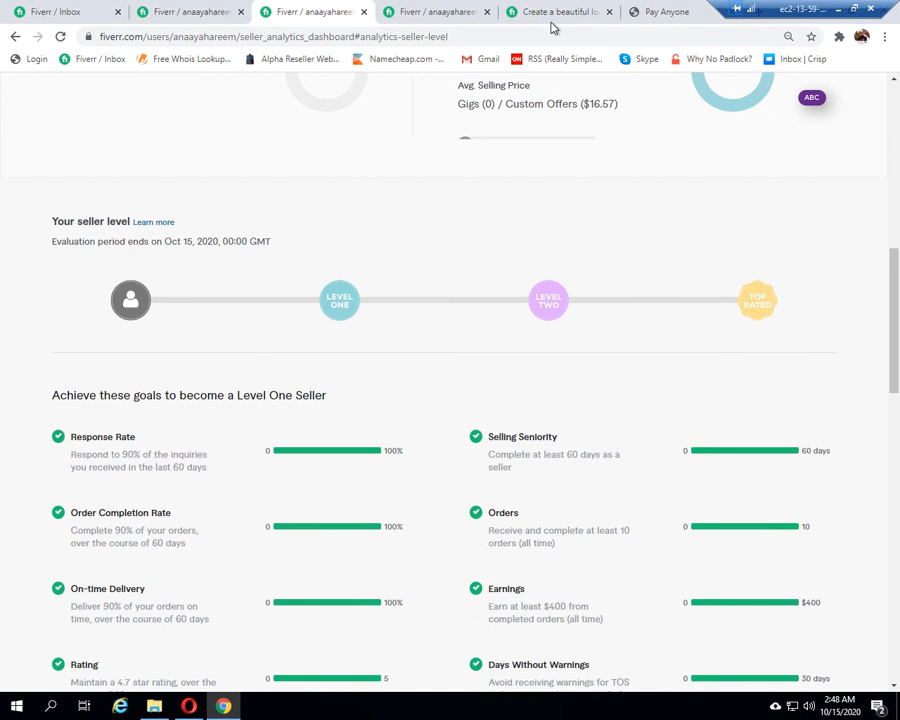 Fiverr / Inbox
Fiverr / anaayaharee
Fiverr / anaayaharee
Fiverr / anaayaharee
Create a beautiful lo
Pay Anyone
ec2-13-59-...
fiverr.com/users/anaayahareem/seller_analytics_dashboard#analytics-seller-level
Login
Fiverr / Inbox
Free Whois Lookup...
Alpha Reseller Web...
Namecheap.com -...
Gmail
RSS (Really Simple...
Skype
Why No Padlock?
Inbox | Crisp
Avg. Selling Price
Gigs (0) / Custom Offers ($16.57)
ABC
Your seller level Learn more
Evaluation period ends on Oct 15, 2020, 00:00 GMT
LEVEL ONE
LEVEL TWO
TOP RATED
Achieve these goals to become a Level One Seller
Response Rate
Respond to 90% of the inquiries
you received in the last 60 days
0 100%
Selling Seniority
Complete at least 60 days as a
seller
0 60 days
Order Completion Rate
Complete 90% of your orders,
over the course of 60 days
0 100%
Orders
Receive and complete at least 10
orders (all time)
0 10
On-time Delivery
Deliver 90% of your orders on
time, over the course of 60 days
0 100%
Earnings
Earn at least $400 from
completed orders (all time)
0 $400
Rating
Maintain a 4.7 star rating, over the
0 5
Days Without Warnings
Avoid receiving warnings for TOS
0 30 days
2:48 AM
10/15/2020
2